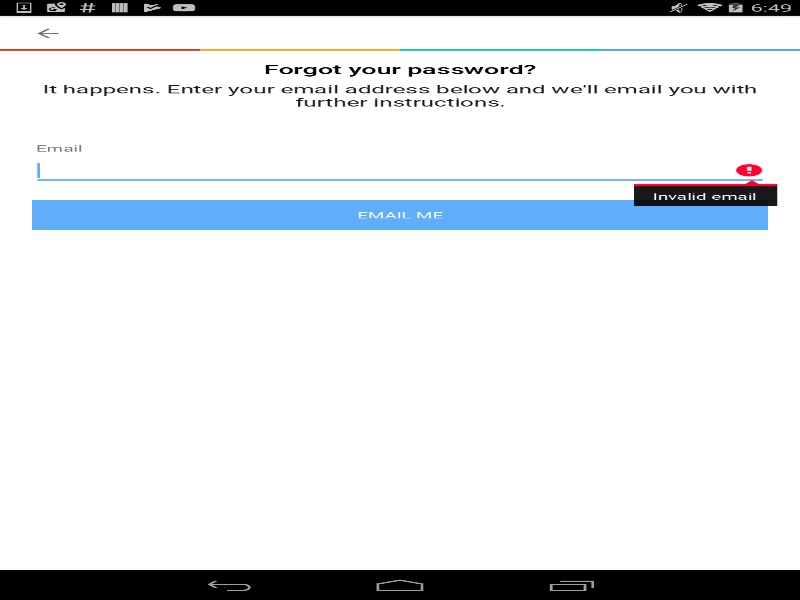 6:49
Forgot your password?
It happens. Enter your email address below and we'll email you with
further instructions.
Email
Invalid email
EMAIL ME